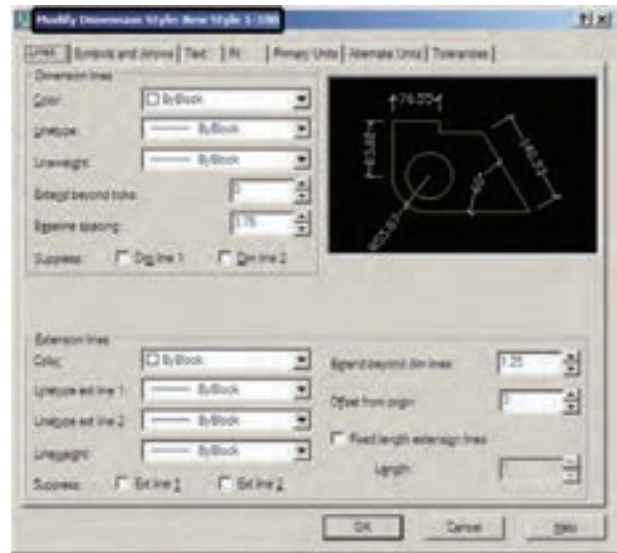 Modify Dimension Style: New Style 1-100
Lines Symbols and Arrows Text Fit Primary Units Alternate Units Tolerances
Dimension lines
Color: ByBlock
Linetype: ByBlock
Lineweight: ByBlock
Extend beyond ticks:
Baseline spacing: 3.75
Suppress: Dim line 1 Dim line 2
Extension lines
Color: ByBlock
Linetype ext line 1: ByBlock
Linetype ext line 2: ByBlock
Lineweight: ByBlock
Suppress: Ext line 1 Ext line 2
Extend beyond dim lines: 1.25
Offset from origin:
Fixed length extension lines
Length:
OK Cancel Help